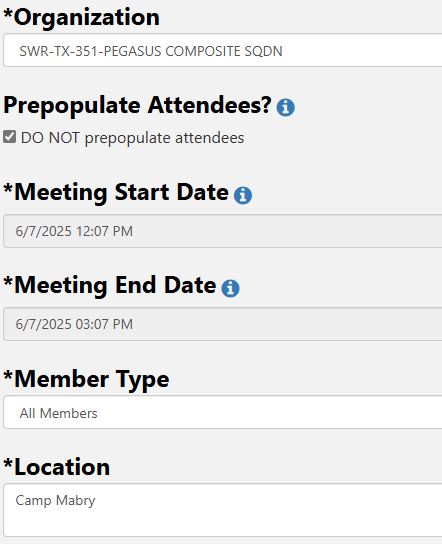 *Organization
SWR-TX-351-PEGASUS COMPOSITE SQDN
Prepopulate Attendees?
DO NOT prepopulate attendees
*Meeting Start Date
6/7/2025 12:07 PM
*Meeting End Date
6/7/2025 03:07 PM
*Member Type
All Members
*Location
Camp Mabry